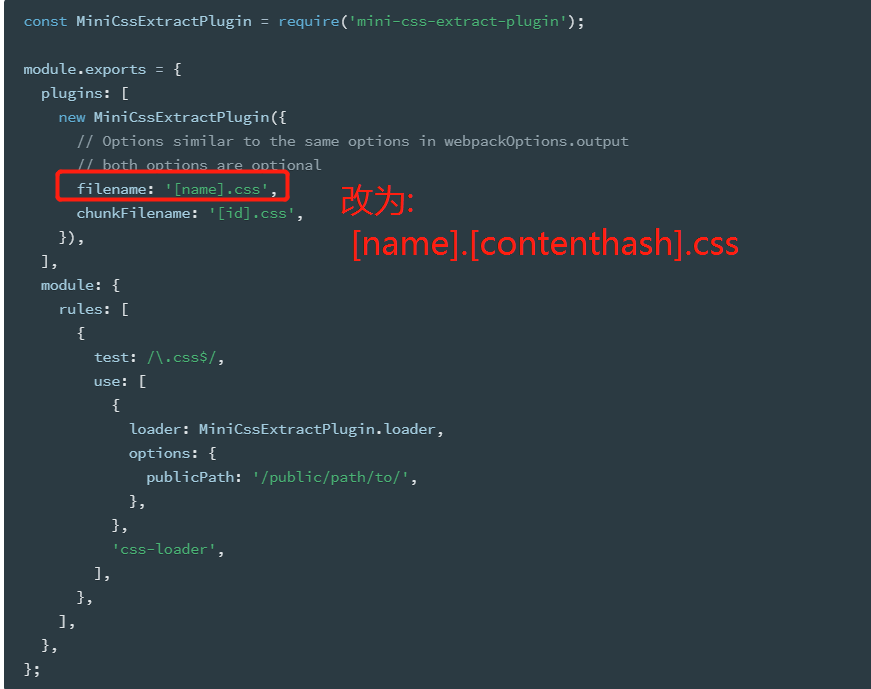 const MiniCssExtractPlugin = require('mini-css-extract-plugin');
module.exports = {
plugins: [
new MiniCssExtractPlugin({
// Options similar to the same options in webpackOptions.output
// both options are optional
filename: '[name].css',
chunkFilename: '[id].css',
改为:
[name].[contenthash].css
}),
],
module: {
rules: [
{
test: /\.css$/,
use: [
{
loader: MiniCssExtractPlugin.loader,
options: {
publicPath: '/public/path/to/',
},
},
'css-loader',
],
},
],
},
};